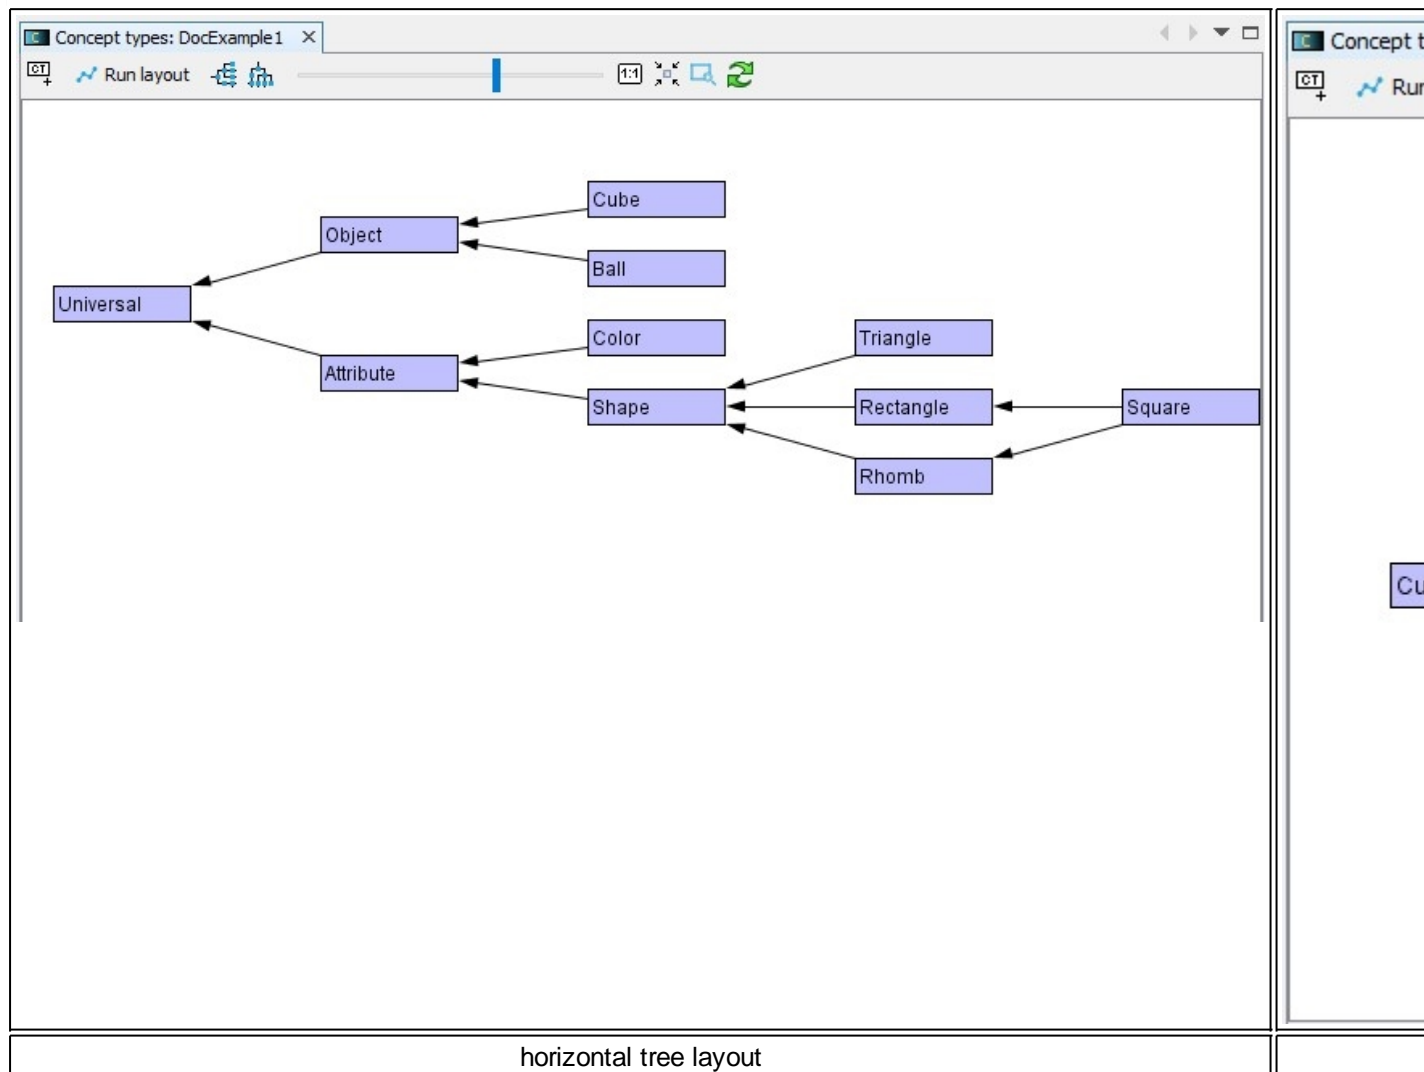 Concept types: DocExample1
Run layout
1:1
Cube
Object
Ball
Universal
Color
Triangle
Attribute
Shape
Rectangle
Square
Rhomb
horizontal tree layout
Concept t
CT
Run
Cu